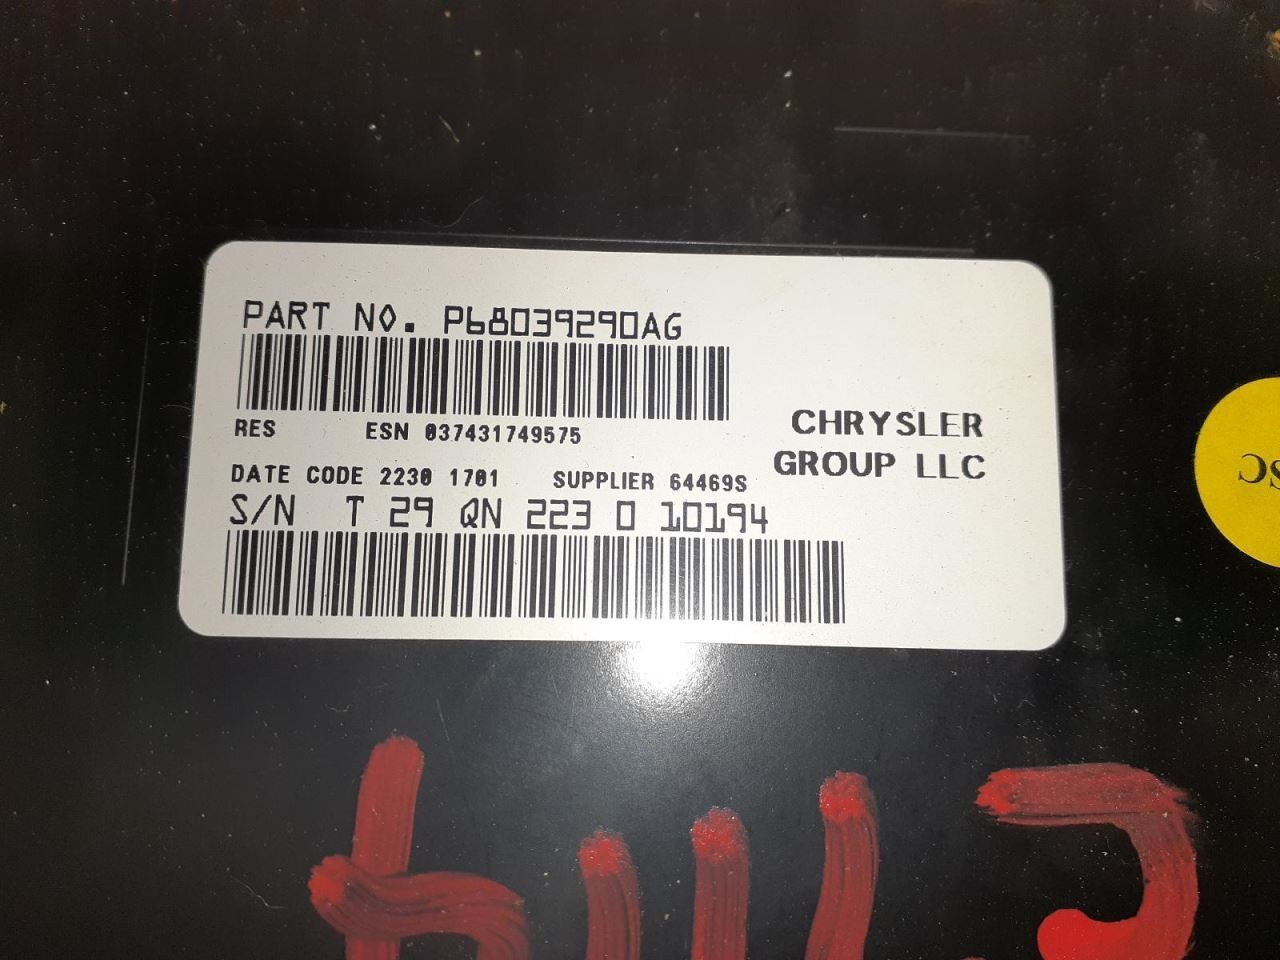 PART NO. P68039290AG
RES ESN 037431749575
CHRYSLER
GROUP LLC
DATE CODE 2230 1701 SUPPLIER 64469S
S/N T 29 QN 223 0 10194